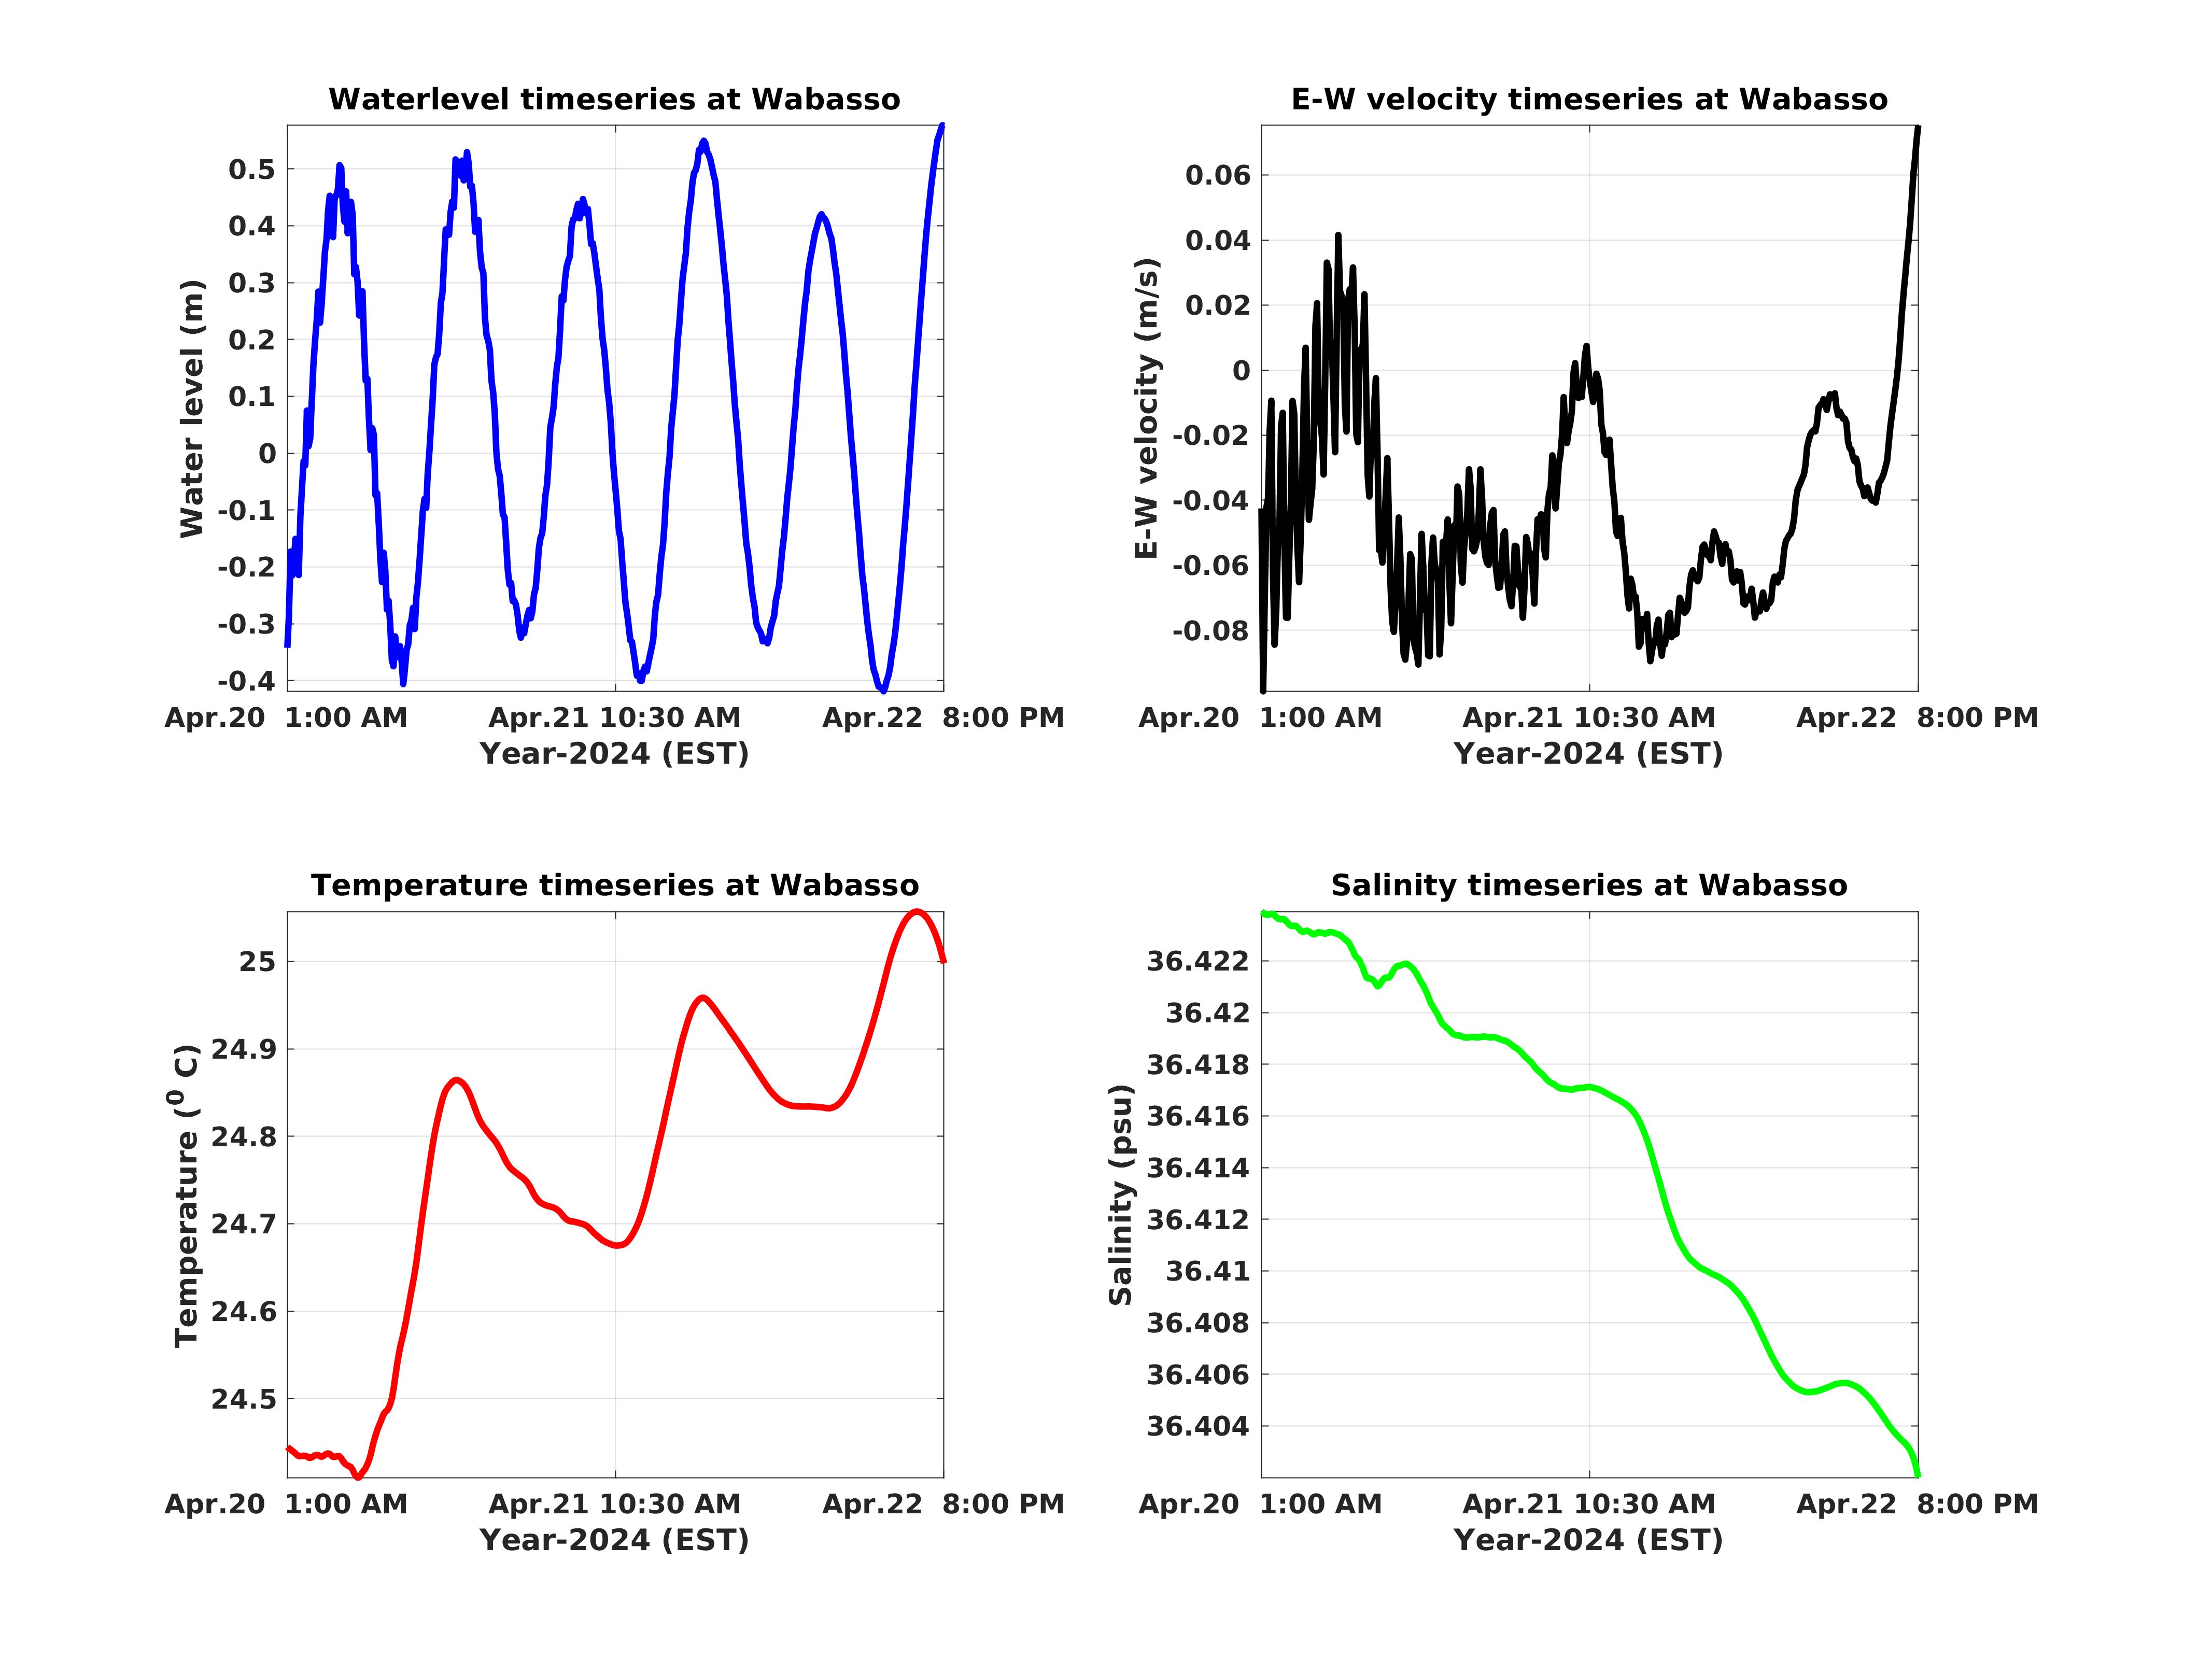 Waterlevel timeseries at Wabasso
0.5
0.4
0.3
0.2
0.1
0
-0.1
-0.2
-0.3
-0.4
Water level (m)
Apr.20 1:00 AM Apr.21 10:30 AM Apr.22 8:00 PM
Year-2024 (EST)
E-W velocity timeseries at Wabasso
0.06
0.04
0.02
0
-0.02
-0.04
-0.06
-0.08
E-W velocity (m/s)
Apr.20 1:00 AM Apr.21 10:30 AM Apr.22 8:00 PM
Year-2024 (EST)
Temperature timeseries at Wabasso
25
24.9
24.8
24.7
24.6
24.5
Temperature (⁰ C)
Apr.20 1:00 AM Apr.21 10:30 AM Apr.22 8:00 PM
Year-2024 (EST)
Salinity timeseries at Wabasso
36.422
36.42
36.418
36.416
36.414
36.412
36.41
36.408
36.406
36.404
Salinity (psu)
Apr.20 1:00 AM Apr.21 10:30 AM Apr.22 8:00 PM
Year-2024 (EST)